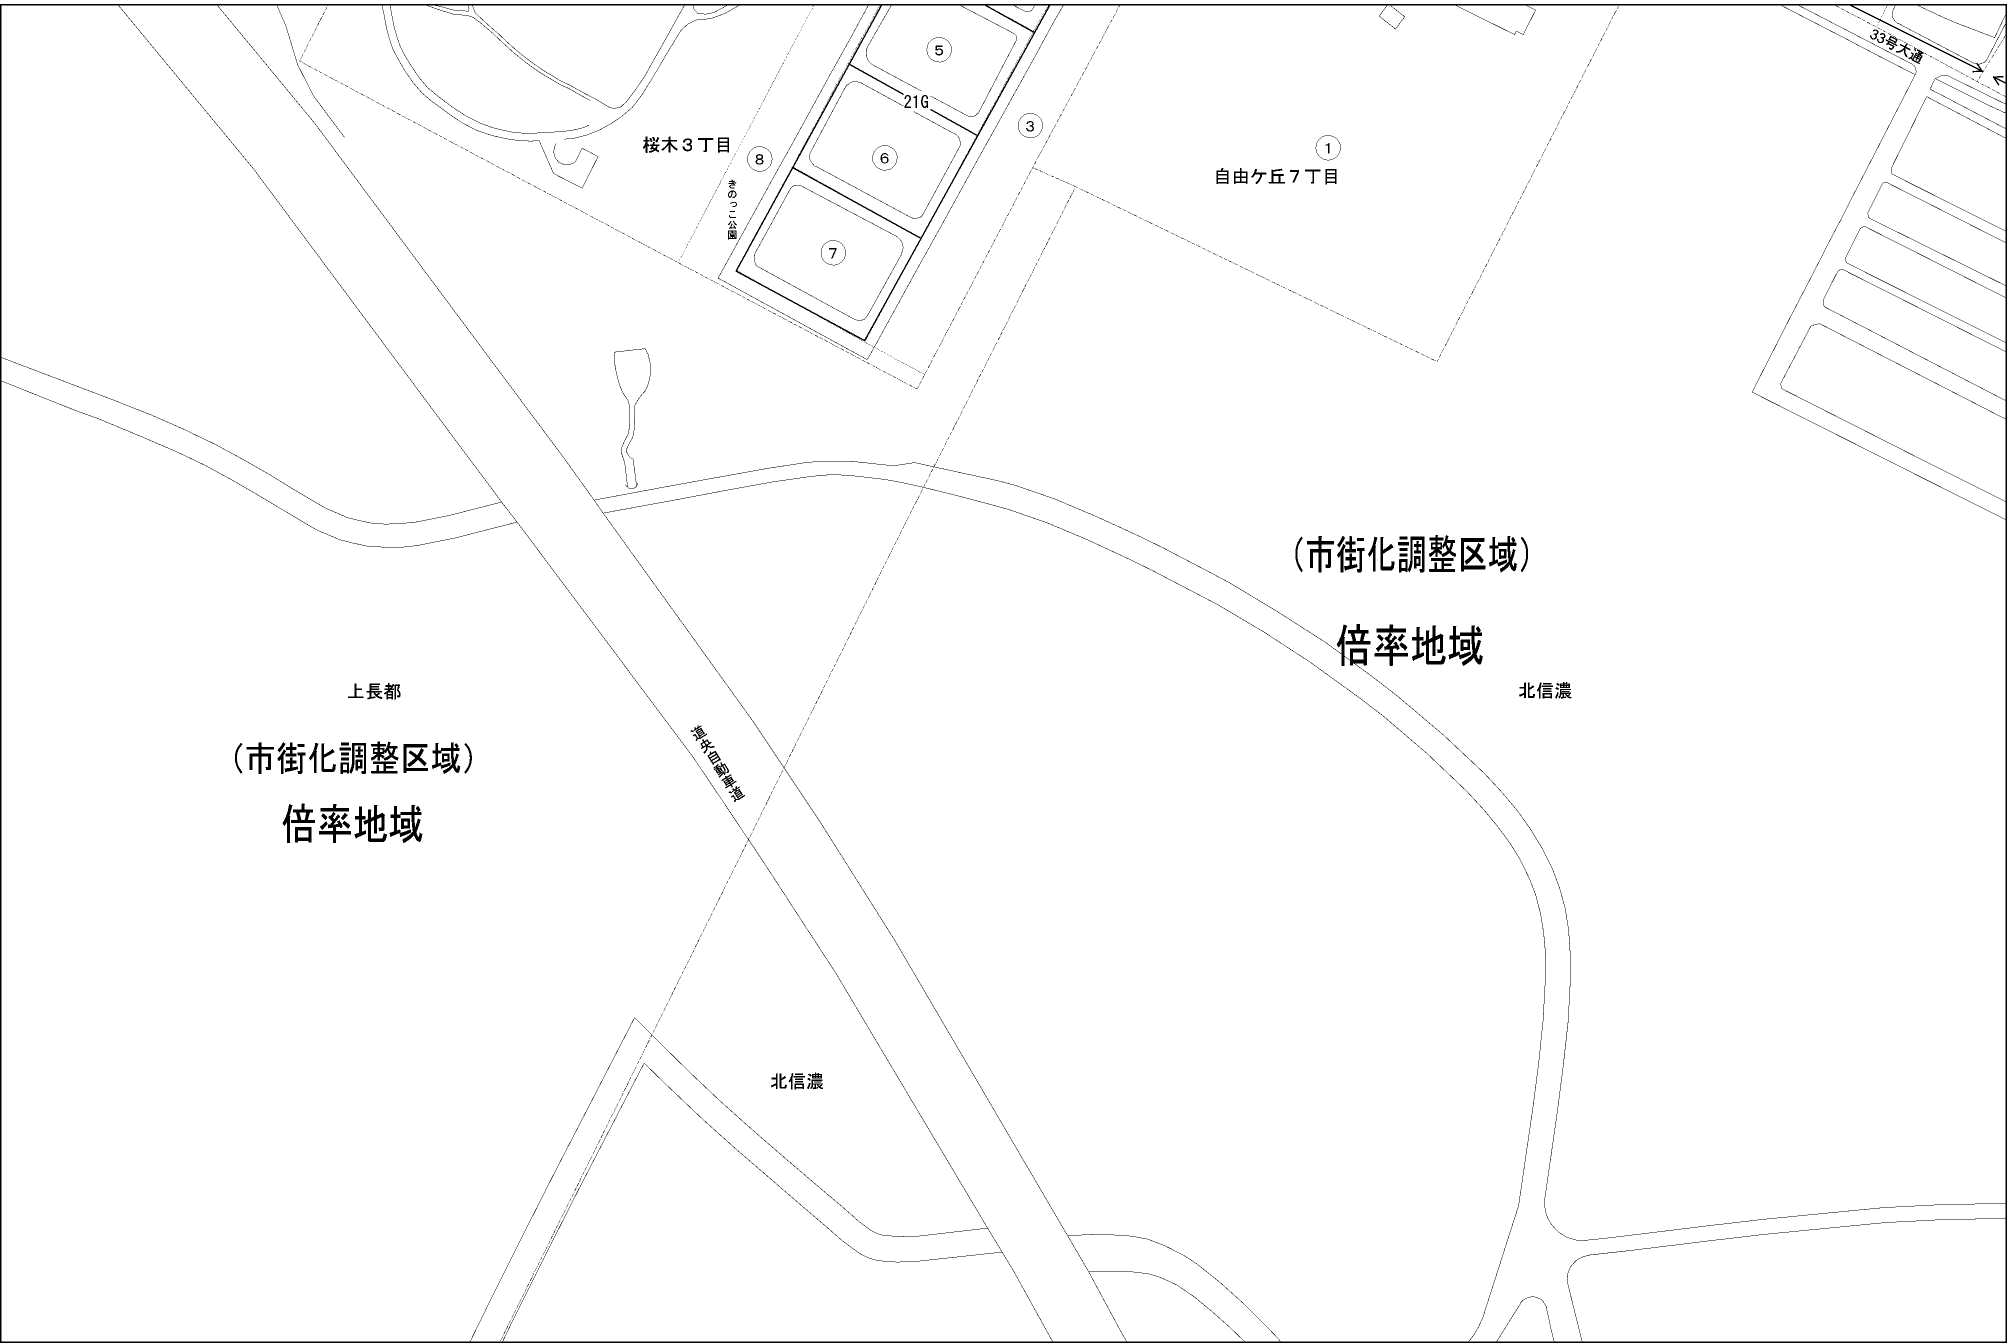 33号大通
5
21G
3
桜木３丁目
8
6
1
自由ケ丘７丁目
きのっこ公園
7
（市街化調整区域）
倍率地域
北信濃
上長都
（市街化調整区域）
倍率地域
道央自動車道
北信濃